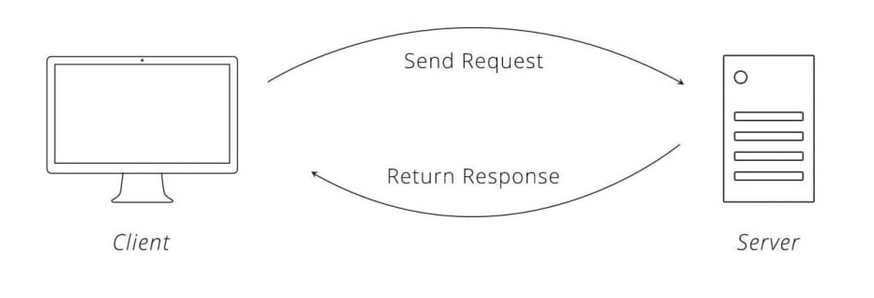 Send Request
Return Response
Client
Server